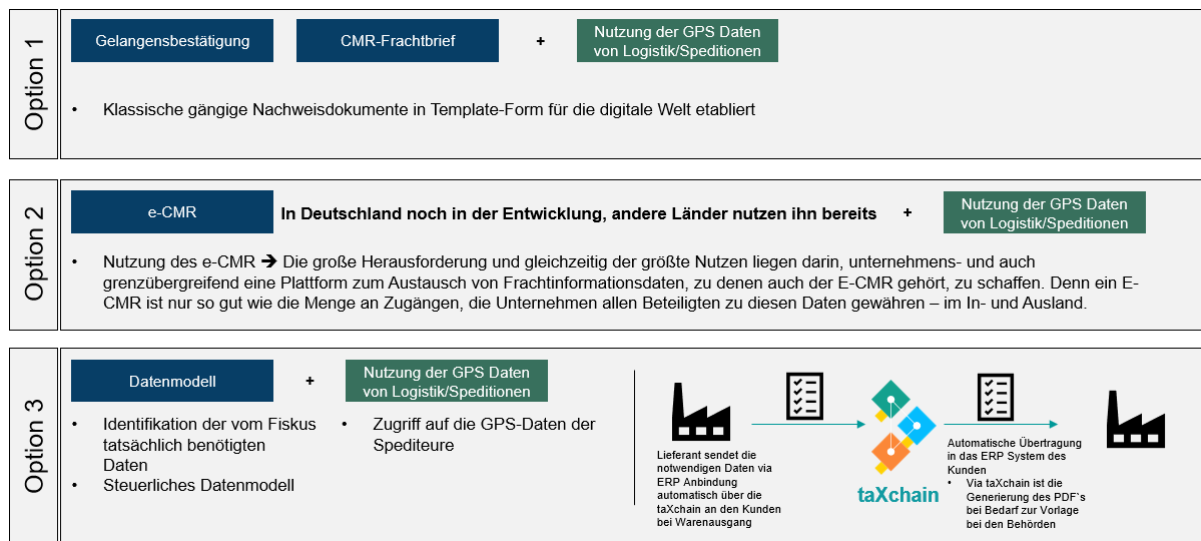 Option 1
Gelangensbestätigung
CMR-Frachtbrief
+
Nutzung der GPS Daten
von Logistik/Speditionen
• Klassische gängige Nachweisdokumente in Template-Form für die digitale Welt etabliert
Option 2
e-CMR
In Deutschland noch in der Entwicklung, andere Länder nutzen ihn bereits
+
Nutzung der GPS Daten
von Logistik/Speditionen
• Nutzung des e-CMR ➔ Die große Herausforderung und gleichzeitig der größte Nutzen liegen darin, unternehmens- und auch
grenzübergreifend eine Plattform zum Austausch von Frachtinformationsdaten, zu denen auch der E-CMR gehört, zu schaffen. Denn ein E-
CMR ist nur so gut wie die Menge an Zugängen, die Unternehmen allen Beteiligten zu diesen Daten gewähren – im In- und Ausland.
Option 3
Datenmodell
+
Nutzung der GPS Daten
von Logistik/Speditionen
• Identifikation der vom Fiskus
tatsächlich benötigten
Daten
• Steuerliches Datenmodell
• Zugriff auf die GPS-Daten der
Spediteure
Lieferant sendet die
notwendigen Daten via
ERP Anbindung
automatisch über die
taXchain an den Kunden
bei Warenausgang
taXchain
Automatische Übertragung
in das ERP System des
Kunden
• Via taXchain ist die
Generierung des PDF`s
bei Bedarf zur Vorlage
bei den Behörden